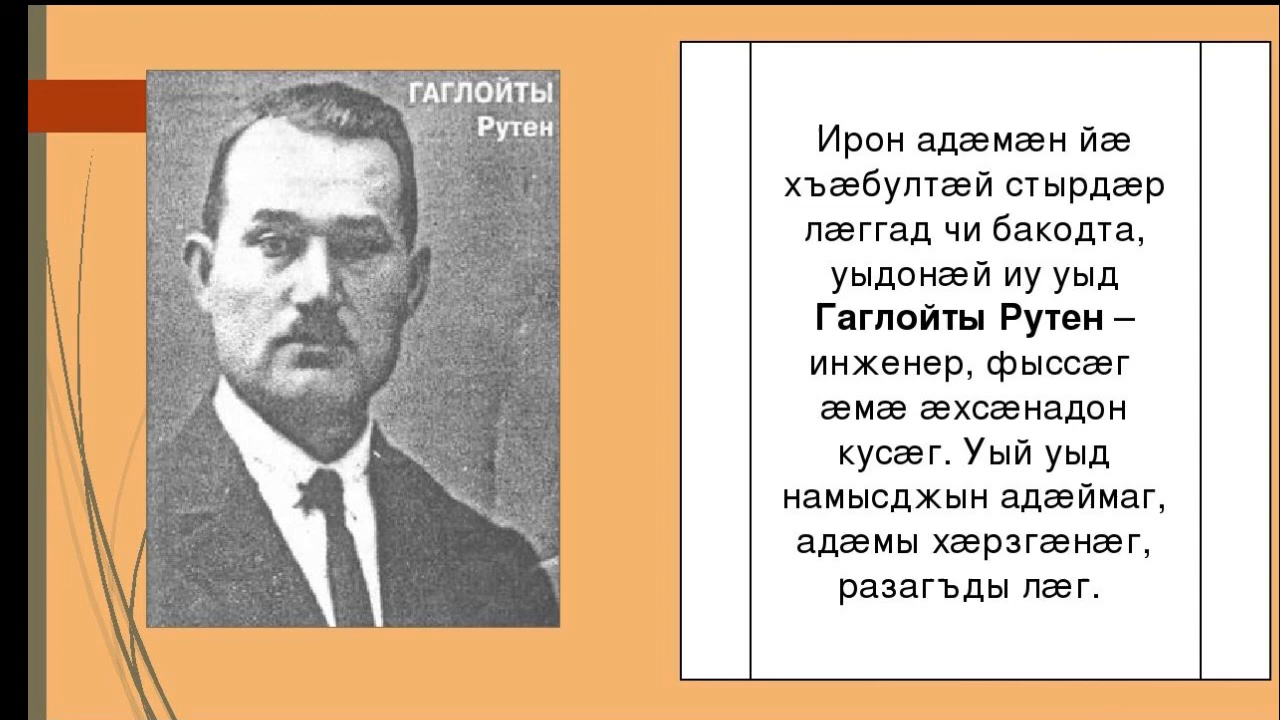 ГАГЛОЙТЫ
Рутен
Ирон адæмæн йæ
хъæбултæй стырдæр
лæггад чи бакодта,
уыдонæй иу уыд
Гаглойты Рутен –
инженер, фыссæг
æмæ æхсæнадон
кусæг. Уый уыд
намысджын адæймаг,
адæмы хæрзгæнæг,
разагъды лæг.